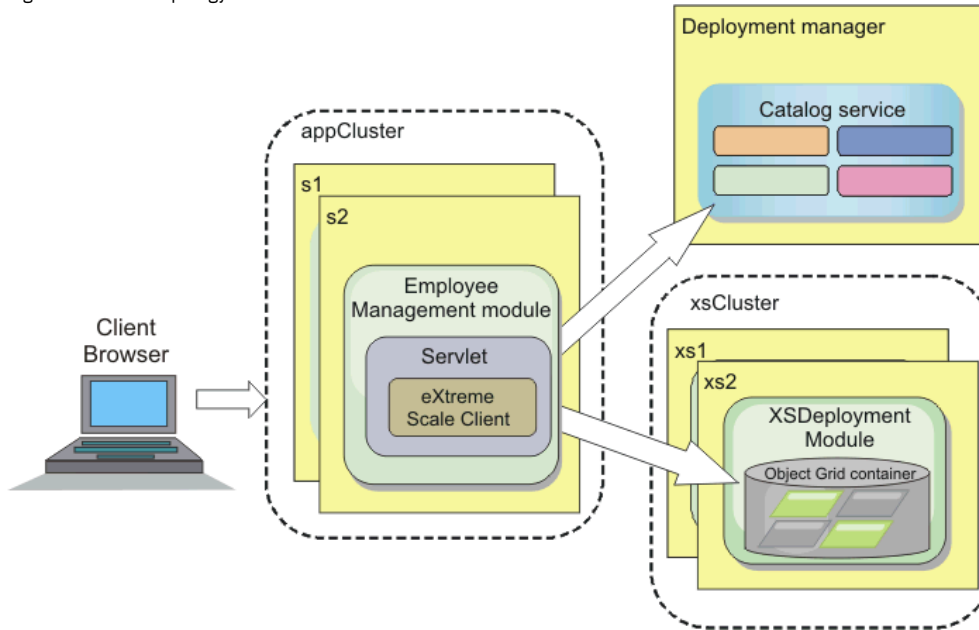 Deployment manager
Catalog service
appCluster
s1
s2
Employee
Management module
Servlet
eXtreme
Scale Client
Client
Browser
xsCluster
xs1
xs2
XSDeployment
Module
Object Grid container